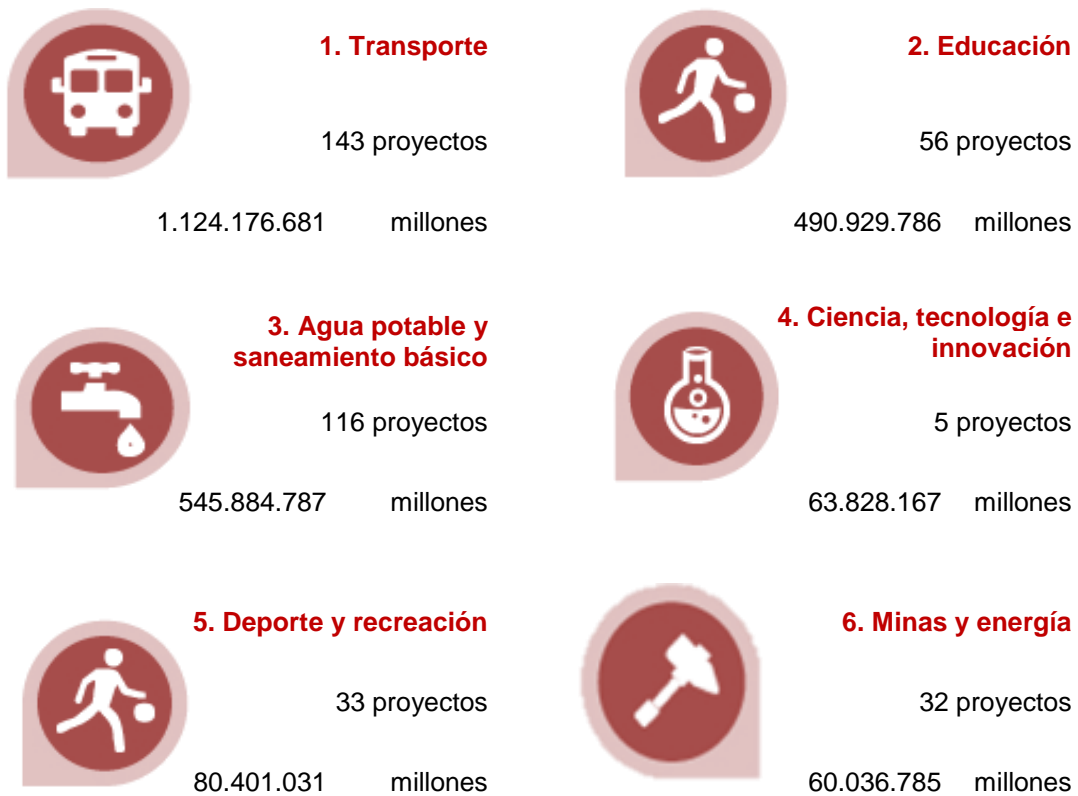 1. Transporte
143 proyectos
1.124.176.681 millones
2. Educación
56 proyectos
490.929.786 millones
3. Agua potable y
saneamiento básico
116 proyectos
545.884.787 millones
4. Ciencia, tecnología e
innovación
5 proyectos
63.828.167 millones
5. Deporte y recreación
33 proyectos
80.401.031 millones
6. Minas y energía
32 proyectos
60.036.785 millones